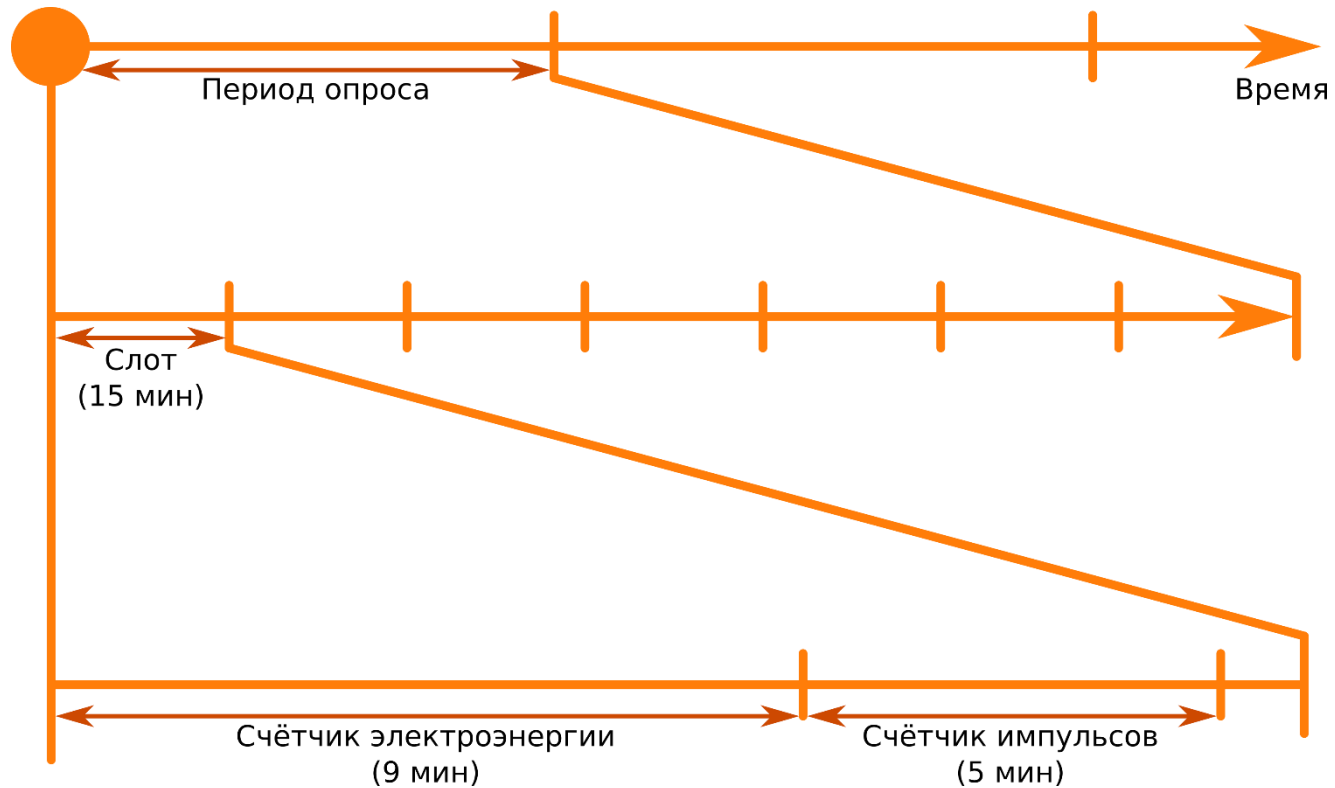 Период опроса
Время
Слот
(15 мин)
Счётчик электроэнергии
(9 мин)
Счётчик импульсов
(5 мин)